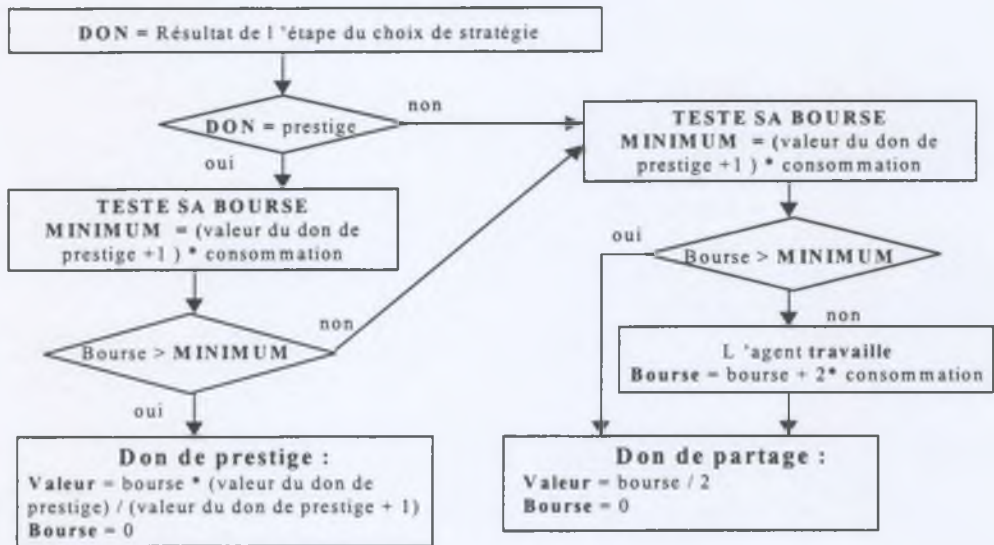 DON = Résultat de l 'étape du choix de stratégie
DON = prestige
non
oui
TESTE SA BOURSE
MINIMUM = (valeur du don de
prestige +1 ) * consommation
Bourse > MINIMUM
non
oui
Don de prestige :
Valeur = bourse * (valeur du don de
prestige) / (valeur du don de prestige + 1)
Bourse = 0
TESTE SA BOURSE
MINIMUM = (valeur du don de
prestige +1 ) * consommation
oui
Bourse > MINIMUM
non
L 'agent travaille
Bourse = bourse + 2* consommation
Don de partage :
Valeur = bourse / 2
Bourse = 0